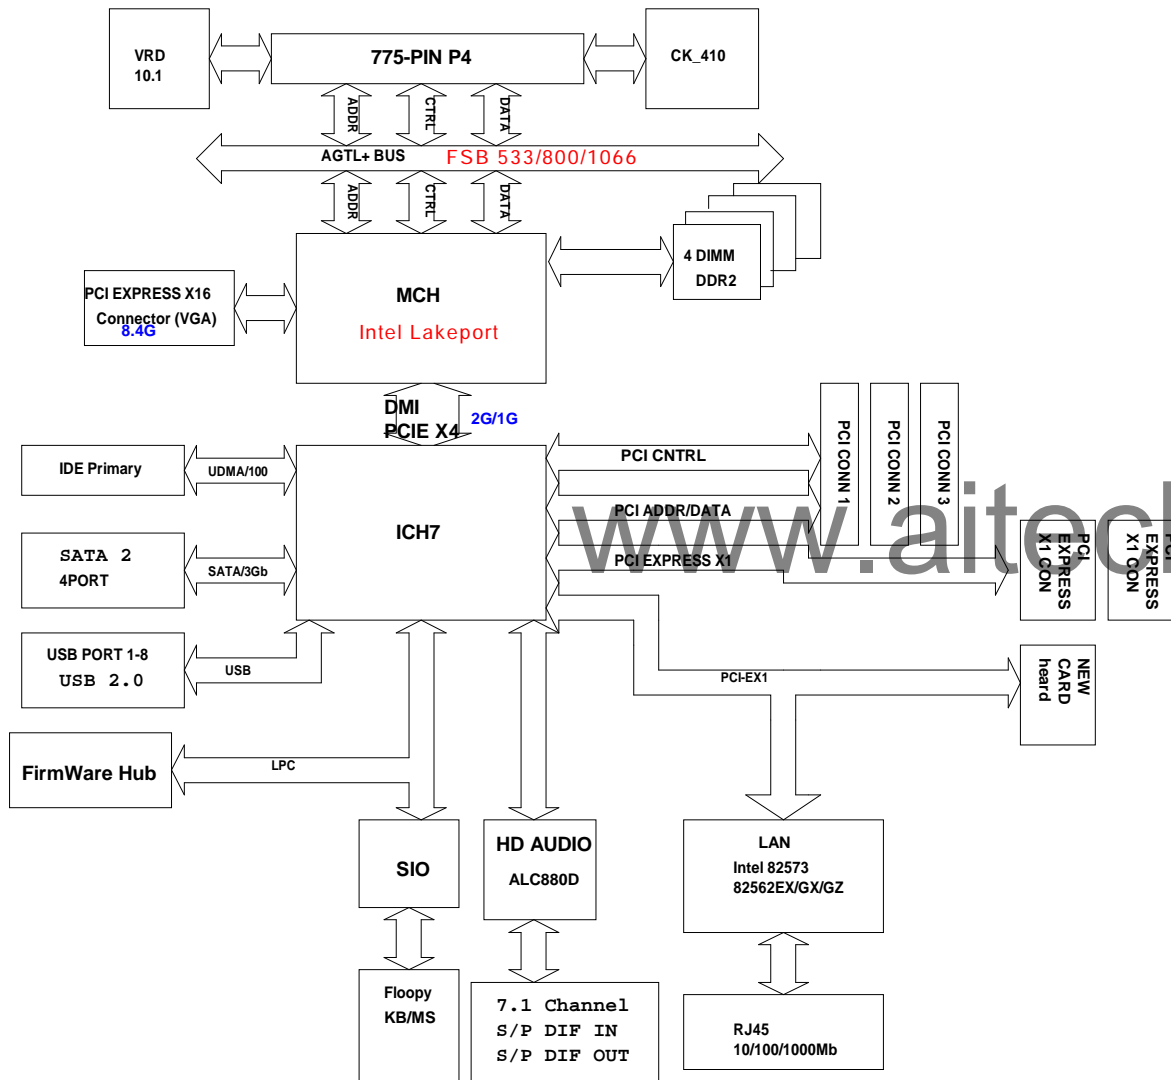 VRD
10.1
775-PIN P4
CK_410
ADDR
CTRL
DATA
AGTL+ BUS
FSB 533/800/1066
ADDR
CTRL
DATA
4 DIMM
DDR2
PCI EXPRESS X16
Connector (VGA)
8.4G
MCH
Intel Lakeport
DMI
PCIE X4
2G/1G
IDE Primary
UDMA/100
PCI CNTRL
PCI CONN 1
PCI CONN 2
PCI CONN 3
PCI ADDR/DATA
ICH7
www.aitech
SATA 2
4PORT
SATA/3Gb
PCI EXPRESS X1
PCI
EXPRESS
X1 CON
PCI
EXPRESS
X1 CON
USB PORT 1-8
USB 2.0
USB
PCI-EX1
NEW
CARD
heard
FirmWare Hub
LPC
SIO
HD AUDIO
ALC880D
LAN
Intel 82573
82562EX/GX/GZ
Floopy
KB/MS
7.1 Channel
S/P DIF IN
S/P DIF OUT
RJ45
10/100/1000Mb